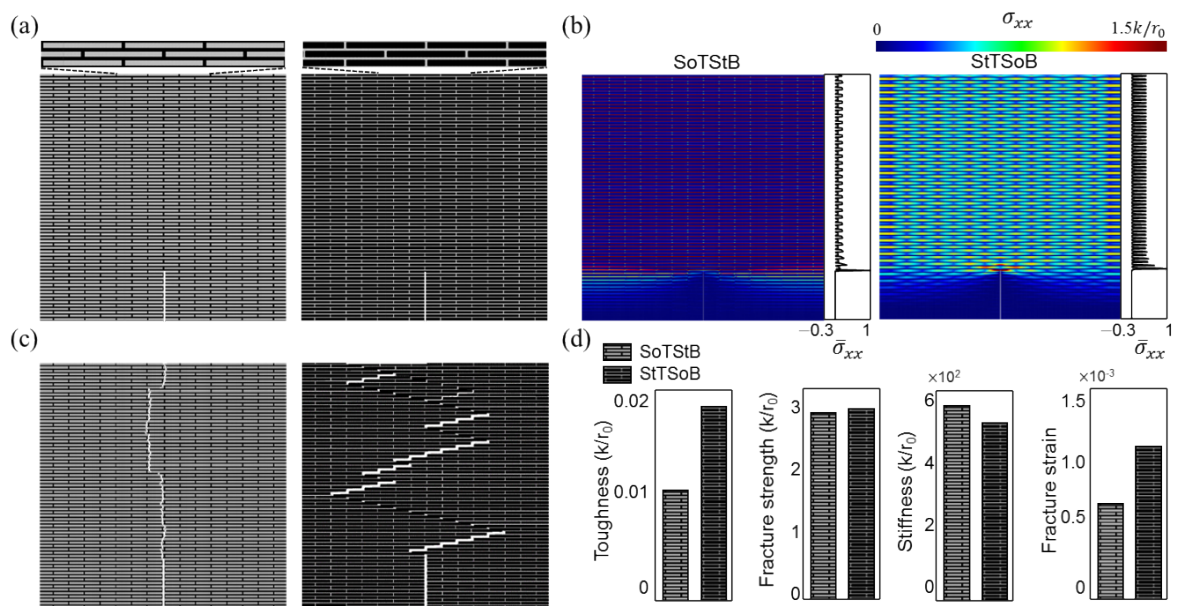 (a)
(b)
σxx
0
1.5k/r₀
SoTStB
StTSoB
−0.3 1
σ̄xx
−0.3 1
σ̄xx
(c)
(d)
SoTStB
StTSoB
Toughness (k/r₀)
0.02
0.01
0
Fracture strength (k/r₀)
3
2
1
0
Stiffness (k/r₀)
×10²
6
4
2
0
Fracture strain
×10⁻³
1.5
1.0
0.5
0